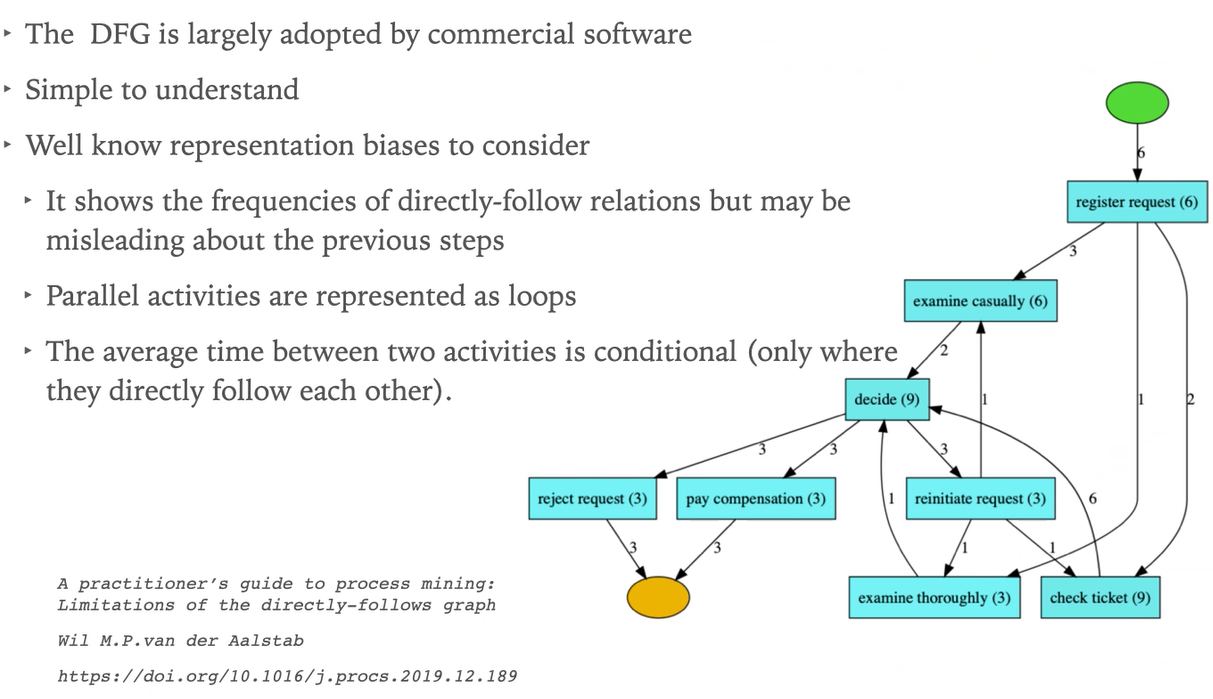 ‣ The  DFG is largely adopted by commercial software
‣ Simple to understand
‣ Well know representation biases to consider
‣ It shows the frequencies of directly-follow relations but may be
misleading about the previous steps
‣ Parallel activities are represented as loops
‣ The average time between two activities is conditional (only where
they directly follow each other).
6
register request (6)
3
examine casually (6)
2
decide (9)
1
1
2
3
3
3
reject request (3)
pay compensation (3)
1
reinitiate request (3)
6
3
3
1
1
examine thoroughly (3)
check ticket (9)
A practitioner's guide to process mining:
Limitations of the directly-follows graph
Wil M.P.van der Aalstab
https://doi.org/10.1016/j.procs.2019.12.189